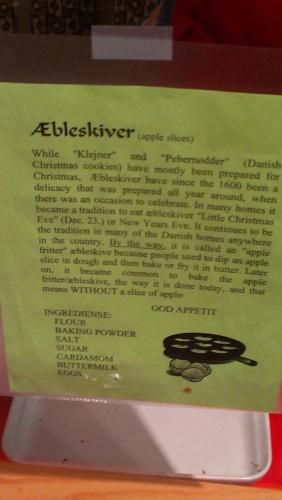 Æbleskiver (apple slices)
While "Klejner" and "Pebernødder" (Danish
Christmas cookies) have mostly been prepared for
Christmas, Æbleskiver have since the 1600 been a
delicacy that was prepared all year around, when
there was an occasion to celebrate. In many homes it
became a tradition to eat æbleskiver "Little Christmas
Eve" (Dec. 23.) or New Years Eve. It continues to be
the tradition in many of the Danish homes anywhere
in the country. By the way, it is called an "apple
fritter" æbleskive because people used to dip an apple
slice in dough and then bake or fry it in butter. Later
on, it became common to bake the apple
fritter/æbleskive, the way it is done today, and that
means WITHOUT a slice of apple.
GOD APPETIT
INGREDIENSE:
FLOUR
BAKING POWDER
SALT
SUGAR
CARDAMOM
BUTTERMILK
EGGS